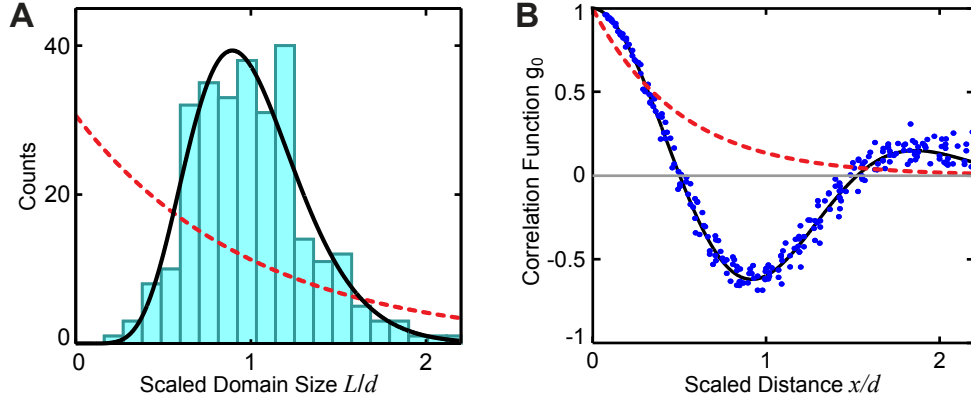 A
40
20
0
Counts
0
1
2
Scaled Domain Size L/d
B
1
0.5
0
-0.5
-1
Correlation Function g₀
0
1
2
Scaled Distance x/d